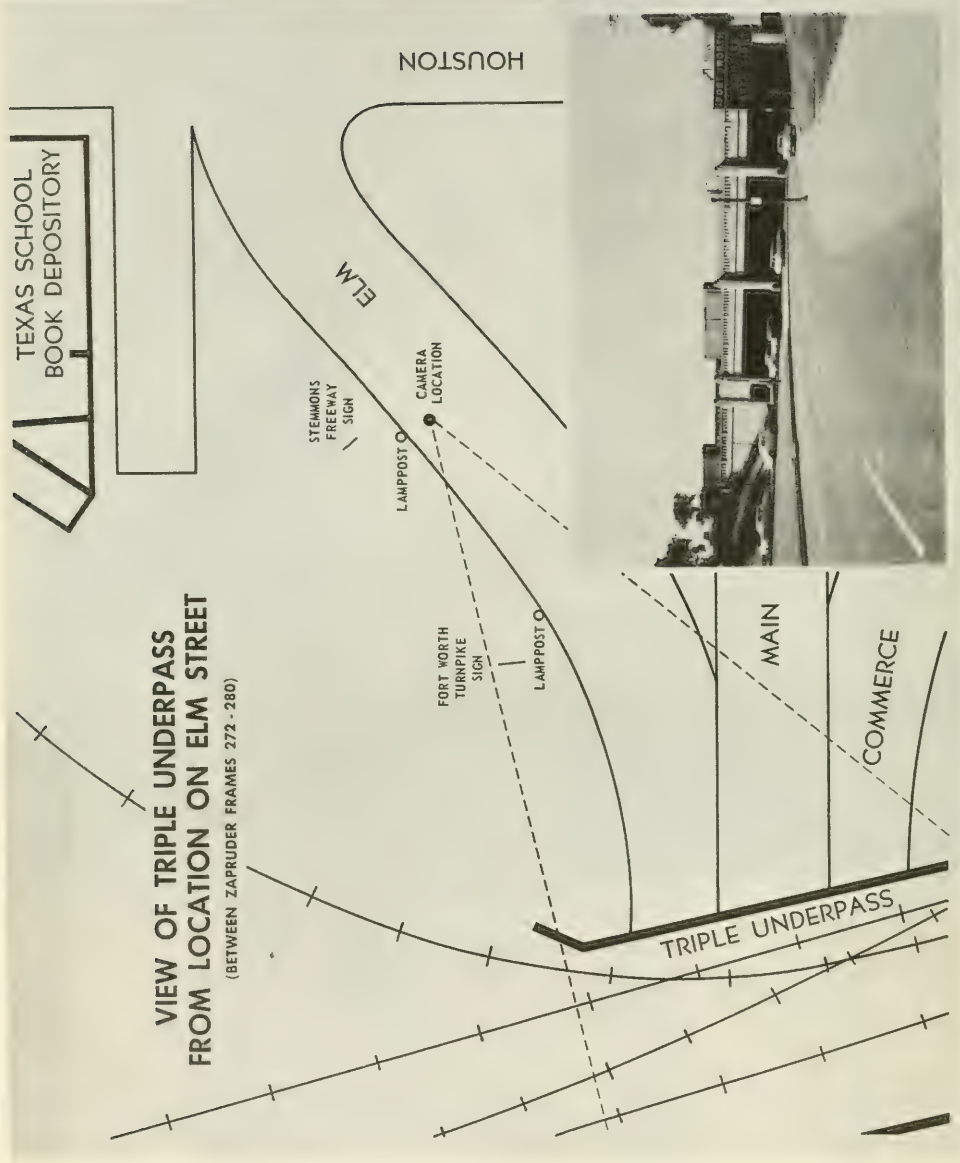 VIEW OF TRIPLE UNDERPASS
FROM LOCATION ON ELM STREET
(BETWEEN ZAPRUDER FRAMES 272 - 280)
TEXAS SCHOOL
BOOK DEPOSITORY
HOUSTON
ELM
STEMMONS
FREEWAY
SIGN
LAMPPOST
CAMERA
LOCATION
FORT WORTH
TURNPIKE
SIGN
LAMPPOST
MAIN
COMMERCE
TRIPLE UNDERPASS